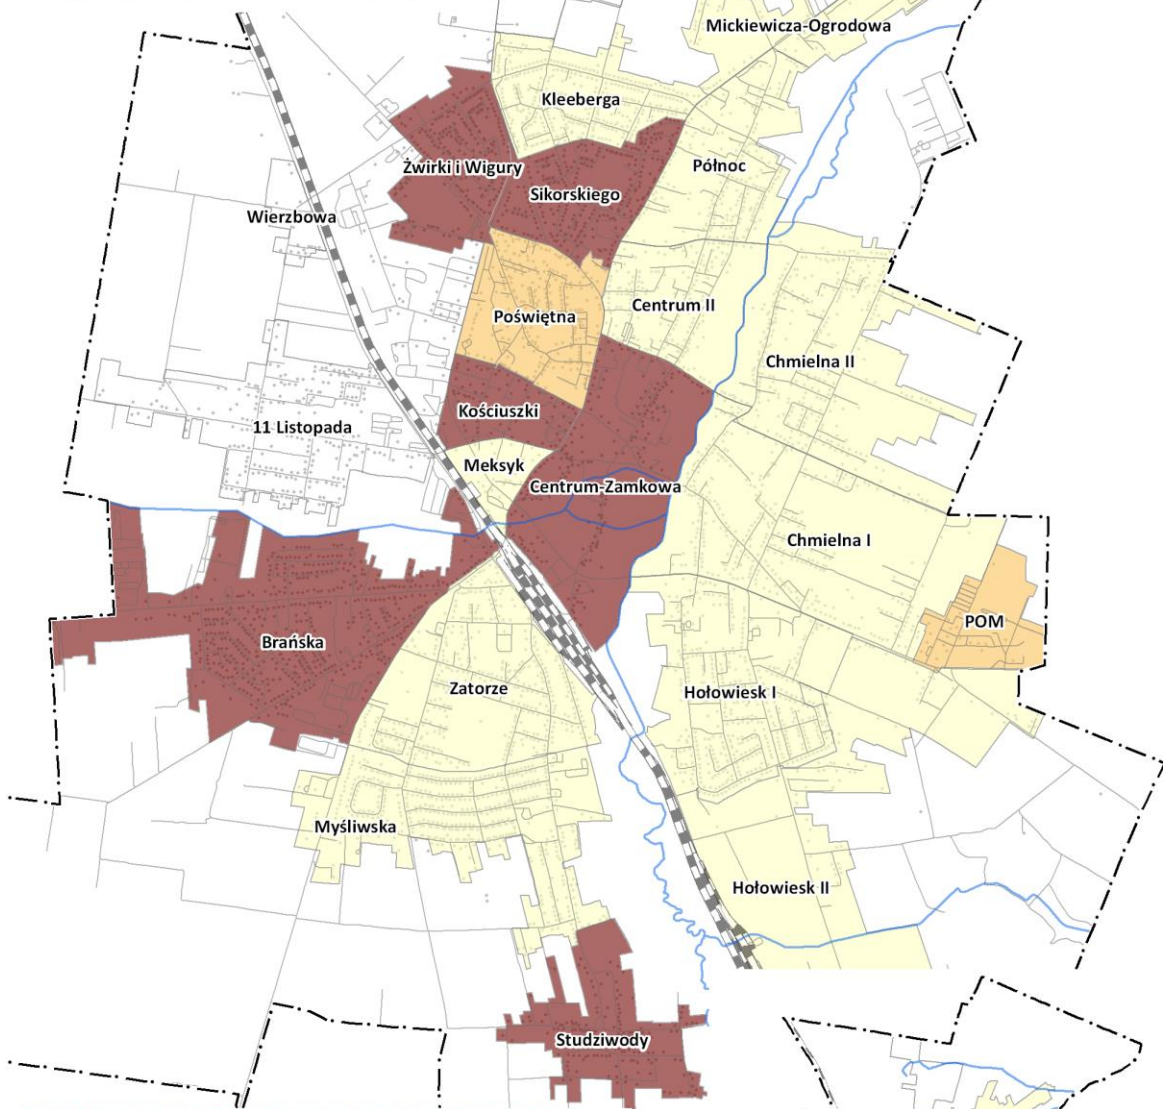 Mickiewicza-Ogrodowa
Kleeberga
Żwirki i Wigury
Północ
Sikorskiego
Wierzbowa
Centrum II
Poświętna
Chmielna II
Kościuszki
11 Listopada
Meksyk
Centrum-Zamkowa
Chmielna I
POM
Brańska
Zatorze
Hołowiesk I
Myśliwska
Hołowiesk II
Studziwody